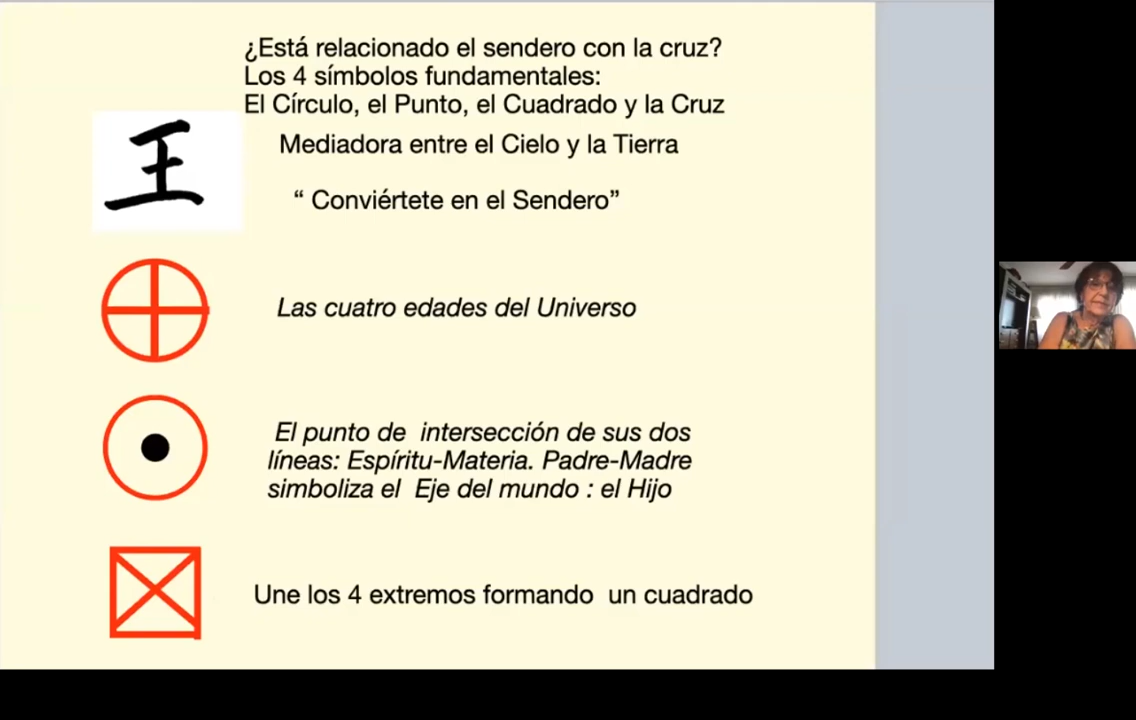 ¿Está relacionado el sendero con la cruz?
Los 4 símbolos fundamentales:
El Círculo, el Punto, el Cuadrado y la Cruz
王
Mediadora entre el Cielo y la Tierra
“ Conviértete en el Sendero”
Las cuatro edades del Universo
El punto de intersección de sus dos
líneas: Espíritu-Materia. Padre-Madre
simboliza el Eje del mundo : el Hijo
Une los 4 extremos formando un cuadrado